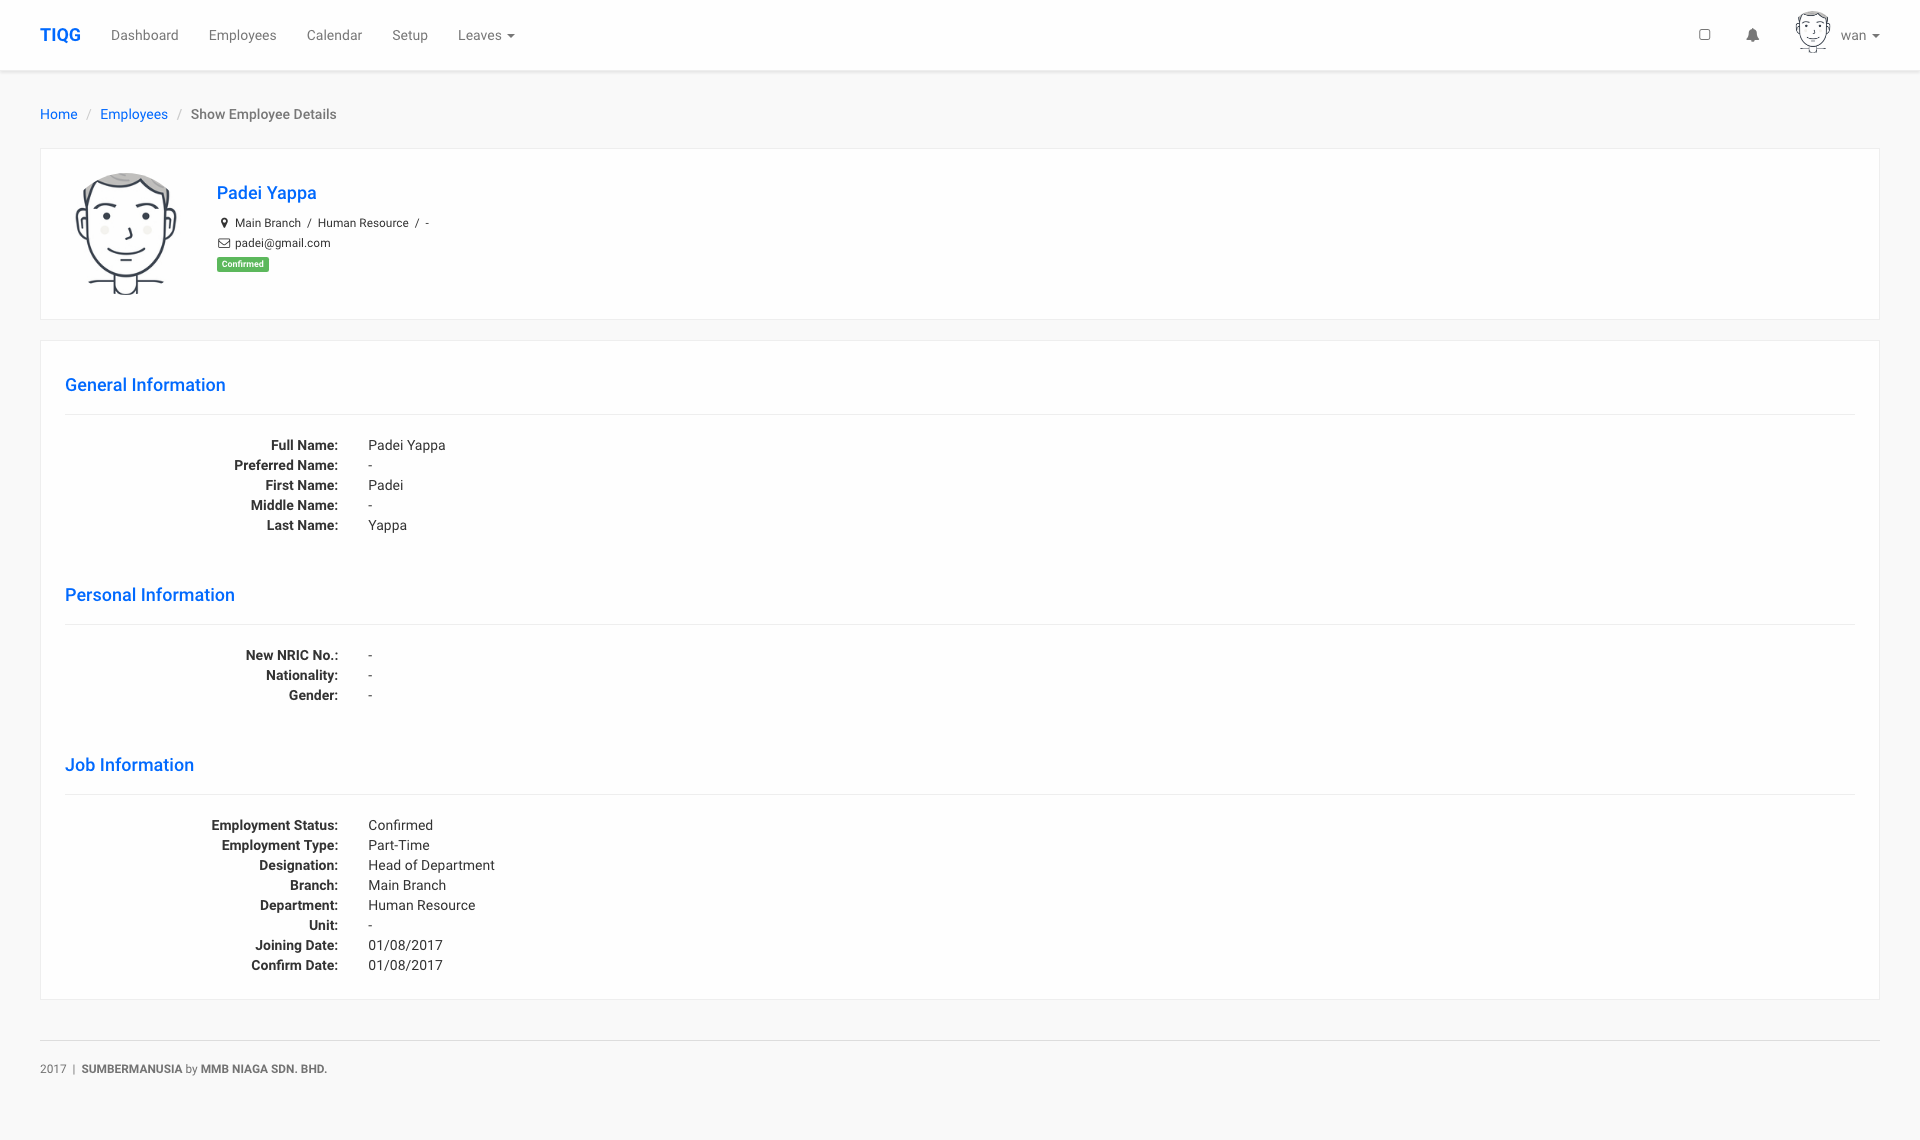 TIQG Dashboard Employees Calendar Setup Leaves wan
Home / Employees / Show Employee Details
Padei Yappa
Main Branch / Human Resource / -
padei@gmail.com
Confirmed
General Information
Full Name: Padei Yappa
Preferred Name: -
First Name: Padei
Middle Name: -
Last Name: Yappa
Personal Information
New NRIC No.: -
Nationality: -
Gender: -
Job Information
Employment Status: Confirmed
Employment Type: Part-Time
Designation: Head of Department
Branch: Main Branch
Department: Human Resource
Unit: -
Joining Date: 01/08/2017
Confirm Date: 01/08/2017
2017 | SUMBERMANUSIA by MMB NIAGA SDN. BHD.